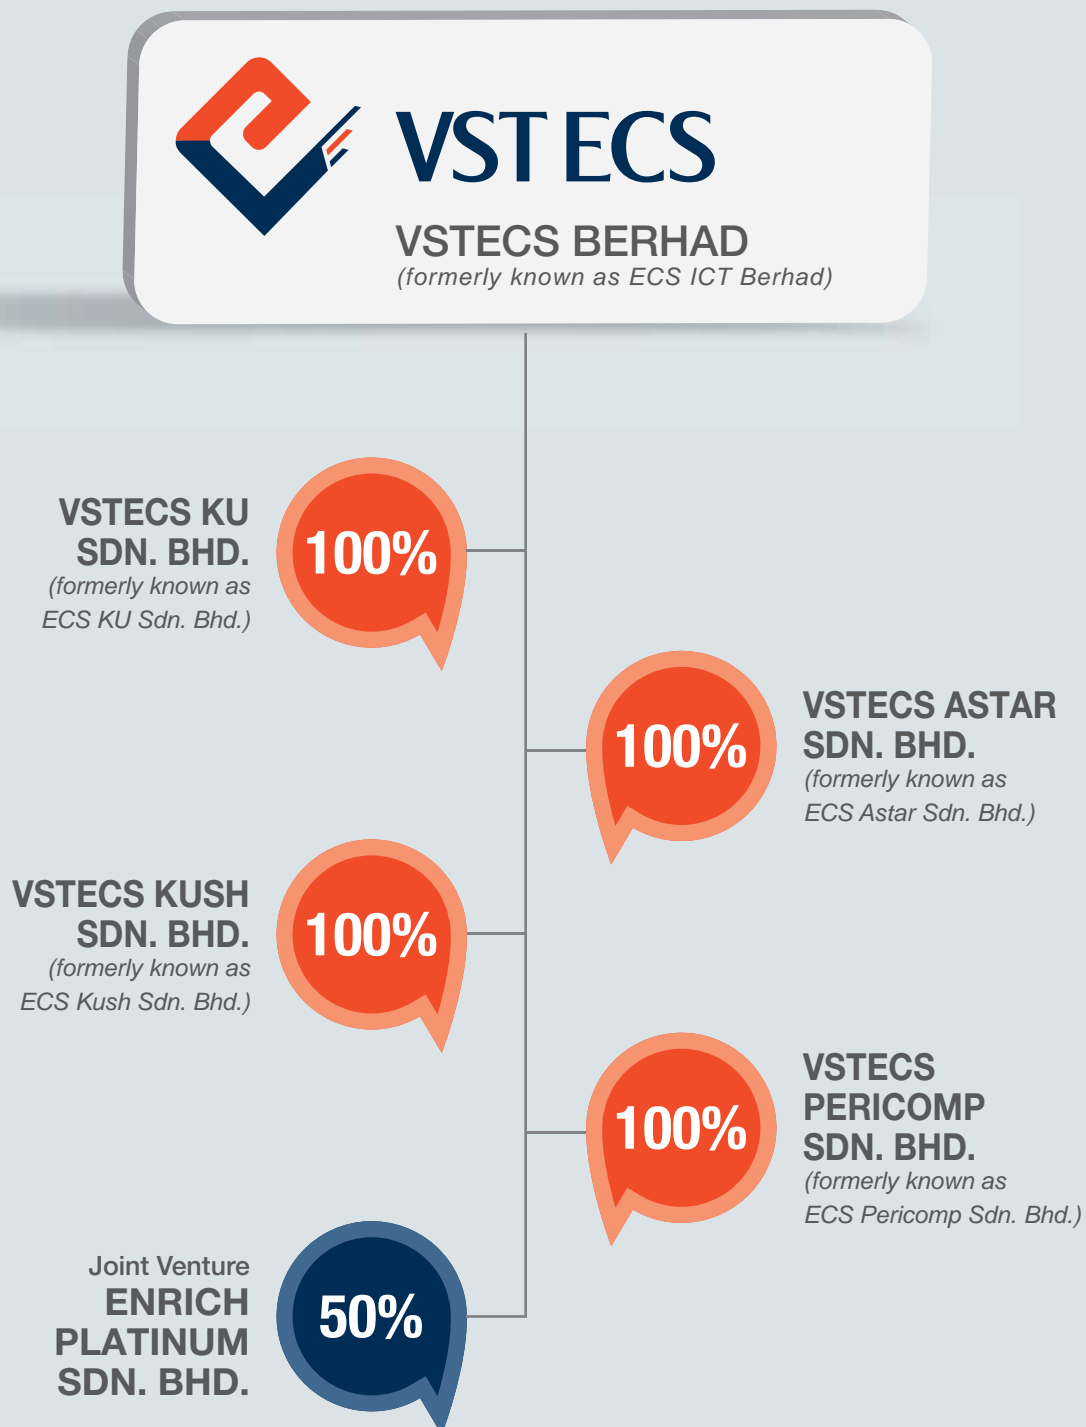 VST ECS
VSTECS BERHAD
(formerly known as ECS ICT Berhad)
VSTECS KU
SDN. BHD.
(formerly known as
ECS KU Sdn. Bhd.)
100%
100%
VSTECS ASTAR
SDN. BHD.
(formerly known as
ECS Astar Sdn. Bhd.)
VSTECS KUSH
SDN. BHD.
(formerly known as
ECS Kush Sdn. Bhd.)
100%
100%
VSTECS
PERICOMP
SDN. BHD.
(formerly known as
ECS Pericomp Sdn. Bhd.)
Joint Venture
ENRICH
PLATINUM
SDN. BHD.
50%